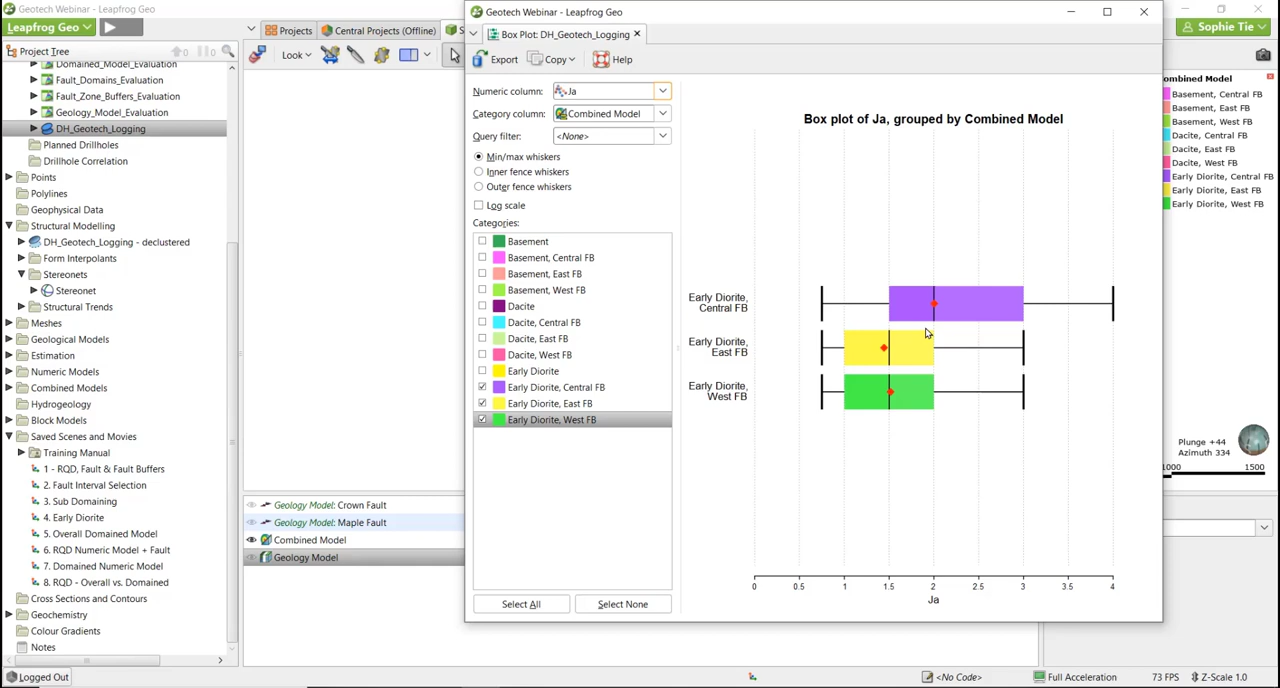 Geotech Webinar - Leapfrog Geo
Leapfrog Geo
Projects
Central Projects (Offline)
Sophie Tie
Project Tree
Look
Domained_Model_Evaluation
Fault_Domains_Evaluation
Fault_Zone_Buffers_Evaluation
Geology_Model_Evaluation
DH_Geotech_Logging
Planned Drillholes
Drillhole Correlation
Points
Polylines
Geophysical Data
Structural Modelling
DH_Geotech_Logging - declustered
Form Interpolants
Stereonets
Stereonet
Structural Trends
Meshes
Geological Models
Estimation
Numeric Models
Combined Models
Hydrogeology
Block Models
Saved Scenes and Movies
Training Manual
1 - RQD, Fault & Fault Buffers
2. Fault Interval Selection
3. Sub Domaining
4. Early Diorite
5. Overall Domained Model
6. RQD Numeric Model + Fault
7. Domained Numeric Model
8. RQD - Overall vs. Domained
Cross Sections and Contours
Geochemistry
Colour Gradients
Notes
Geology Model: Crown Fault
Geology Model: Maple Fault
Combined Model
Geology Model
Geotech Webinar - Leapfrog Geo
Box Plot: DH_Geotech_Logging
Export
Copy
Help
Numeric column:
Ja
Category column:
Combined Model
Query filter:
<None>
Min/max whiskers
Inner fence whiskers
Outer fence whiskers
Log scale
Categories:
Basement
Basement, Central FB
Basement, East FB
Basement, West FB
Dacite
Dacite, Central FB
Dacite, East FB
Dacite, West FB
Early Diorite
Early Diorite, Central FB
Early Diorite, East FB
Early Diorite, West FB
Select All
Select None
Box plot of Ja, grouped by Combined Model
Early Diorite,
Central FB
Early Diorite,
East FB
Early Diorite,
West FB
0 0.5 1 1.5 2 2.5 3 3.5 4
Ja
ombined Model
Basement, Central FB
Basement, East FB
Basement, West FB
Dacite, Central FB
Dacite, East FB
Dacite, West FB
Early Diorite, Central FB
Early Diorite, East FB
Early Diorite, West FB
Plunge +44
Azimuth 334
1000 1500
Logged Out
<No Code>
Full Acceleration
73 FPS
Z-Scale 1.0